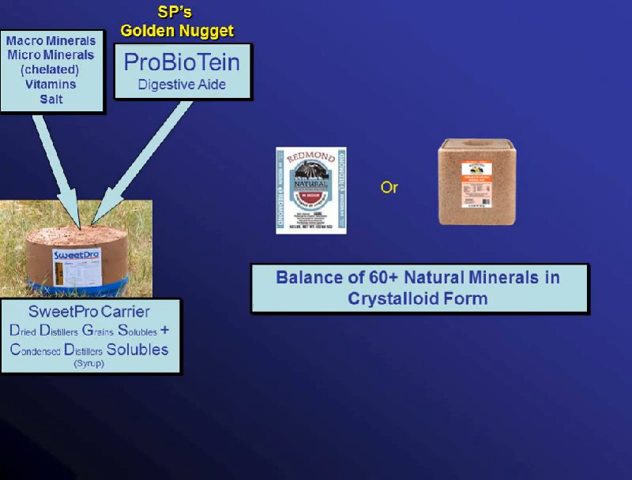 SP's
Golden Nugget
Macro Minerals
Micro Minerals
(chelated)
Vitamins
Salt
ProBioTein
Digestive Aide
REDMOND
NATURAL
Or
SweetPro
Balance of 60+ Natural Minerals in
Crystalloid Form
SweetPro Carrier
Dried Distillers Grains Solubles +
Condensed Distillers Solubles
(Syrup)